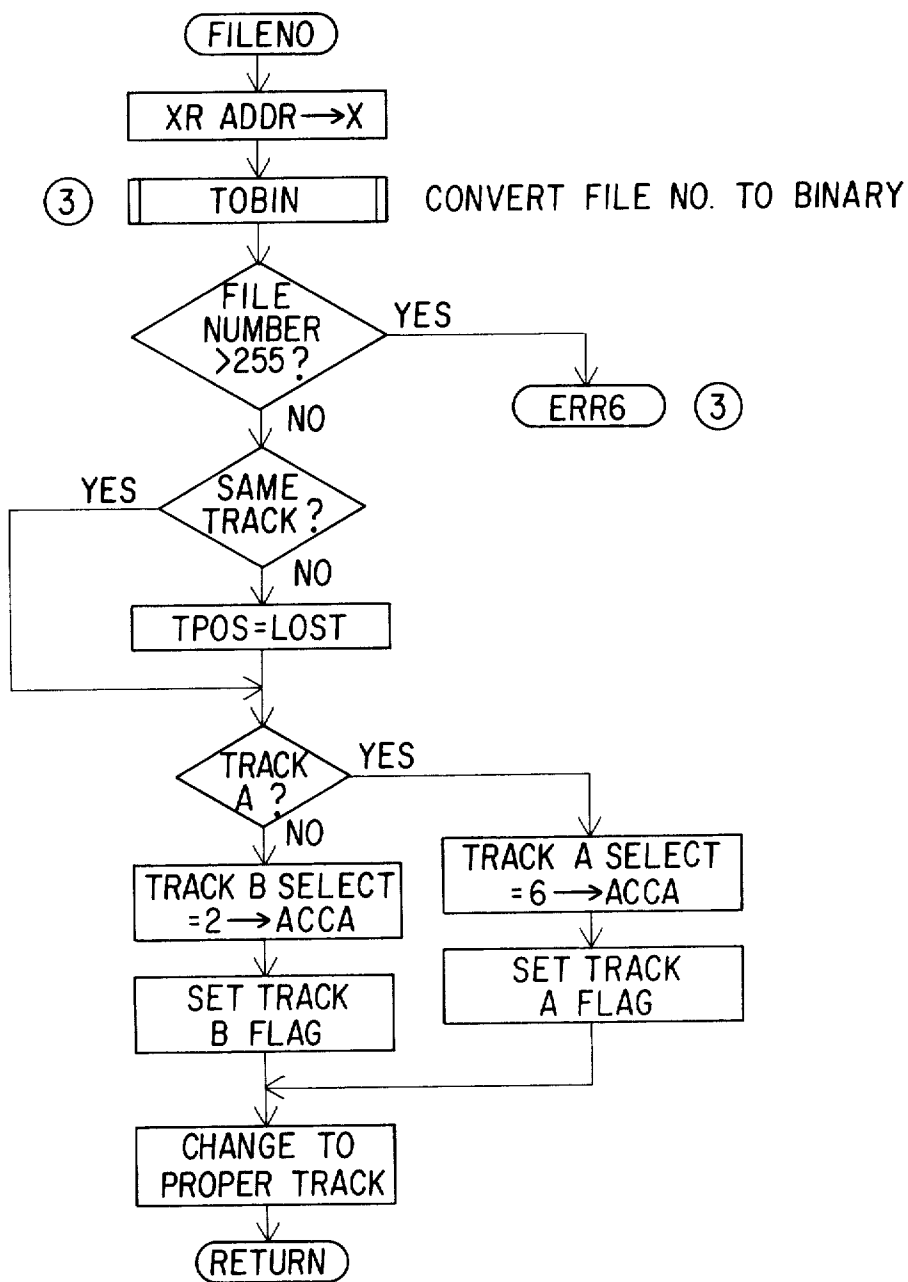 FILENO
XR ADDR→X
③ TOBIN CONVERT FILE NO. TO BINARY
FILE
NUMBER
>255?
YES
ERR6 ③
NO
YES
SAME
TRACK?
NO
TPOS=LOST
TRACK
A?
YES
NO
TRACK B SELECT
=2→ACCA
TRACK A SELECT
=6→ACCA
SET TRACK
B FLAG
SET TRACK
A FLAG
CHANGE TO
PROPER TRACK
RETURN